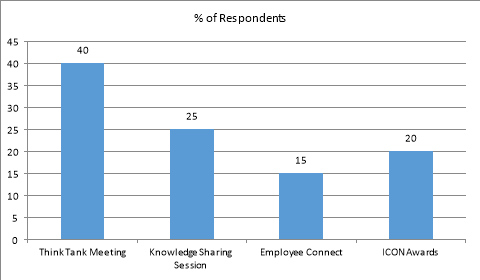 % of Respondents
45
40
35
30
25
20
15
10
5
0
40
25
15
20
Think Tank Meeting
Knowledge Sharing
Session
Employee Connect
ICON Awards